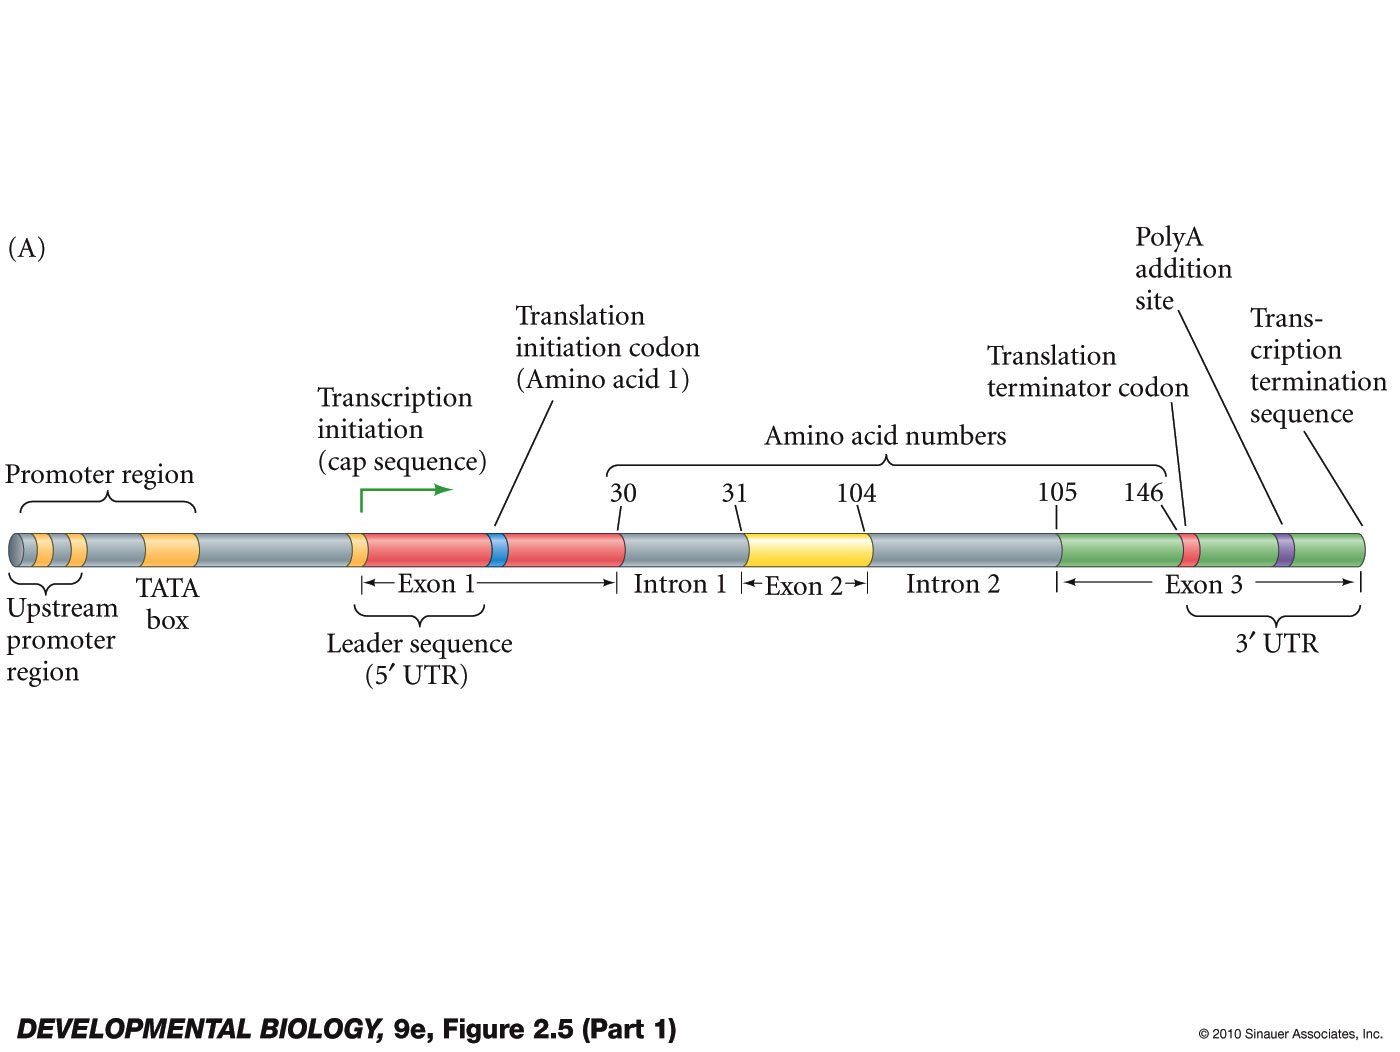 (A)
PolyA
addition
site
Trans-
cription
termination
sequence
Translation
initiation codon
(Amino acid 1)
Translation
terminator codon
Transcription
initiation
(cap sequence)
Amino acid numbers
Promoter region
30 31 104 105 146
Exon 1 Intron 1 Exon 2 Intron 2 Exon 3
TATA
box
Upstream
promoter
region
Leader sequence
(5′ UTR)
3′ UTR
DEVELOPMENTAL BIOLOGY, 9e, Figure 2.5 (Part 1)
© 2010 Sinauer Associates, Inc.